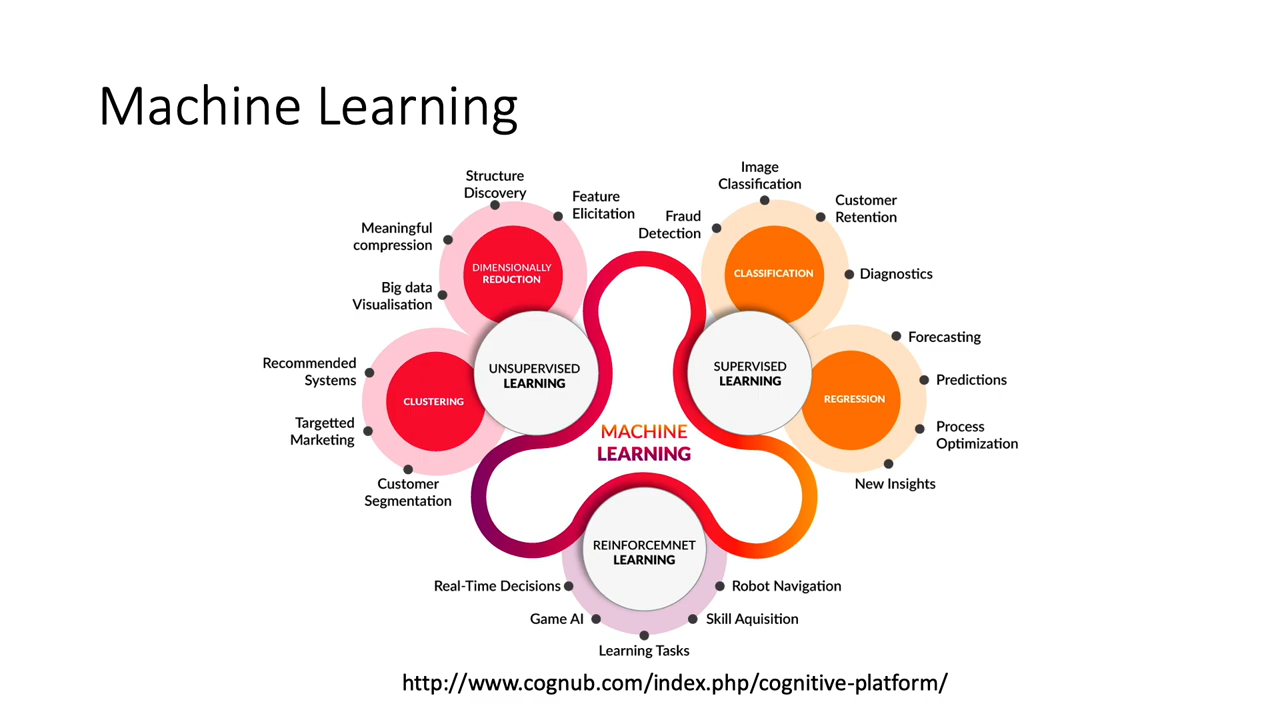 Machine Learning
Structure
Discovery
Feature
Elicitation
Meaningful
compression
Big data
Visualisation
DIMENSIONALLY
REDUCTION
UNSUPERVISED
LEARNING
Recommended
Systems
Targetted
Marketing
Customer
Segmentation
CLUSTERING
Image
Classification
Fraud
Detection
Customer
Retention
Diagnostics
CLASSIFICATION
SUPERVISED
LEARNING
Forecasting
Predictions
Process
Optimization
New Insights
REGRESSION
MACHINE
LEARNING
REINFORCEMNET
LEARNING
Real-Time Decisions
Game AI
Learning Tasks
Skill Aquisition
Robot Navigation
http://www.cognub.com/index.php/cognitive-platform/